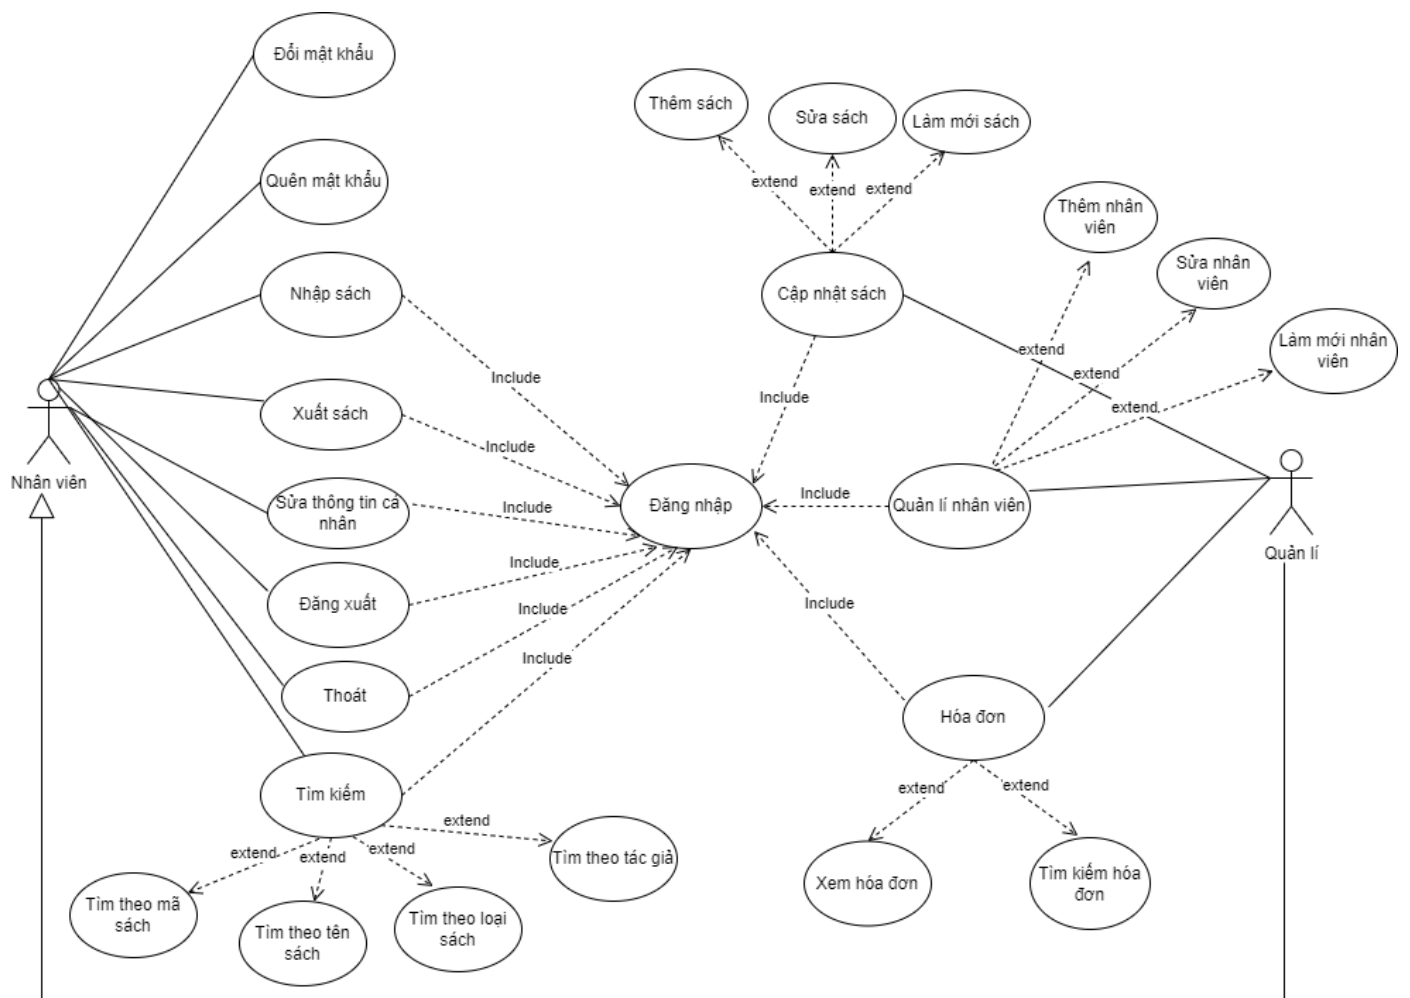 Đổi mật khẩu
Quên mật khẩu
Nhập sách
Xuất sách
Sửa thông tin cá
nhân
Đăng xuất
Thoát
Tìm kiếm
Nhân viên
Include
Include
Include
Include
Include
Include
Đăng nhập
extend
extend
extend
extend
Tìm theo mã
sách
Tìm theo tên
sách
Tìm theo loại
sách
Tìm theo tác giả
Thêm sách
Sửa sách
Làm mới sách
extend
extend
extend
Cập nhật sách
Include
Thêm nhân
viên
Sửa nhân
viên
Làm mới nhân
viên
extend
extend
extend
Include
Quản lí nhân viên
Quản lí
Include
Hóa đơn
extend
extend
Xem hóa đơn
Tìm kiếm hóa
đơn